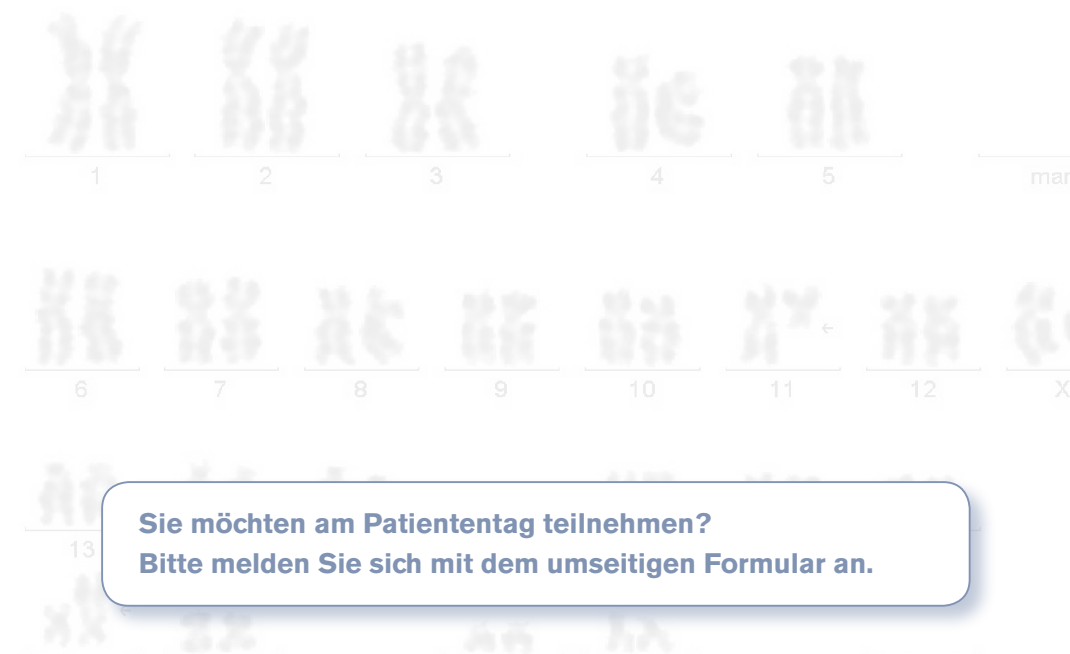 1 2 3 4 5 mar
6 7 8 9 10 11 12 X
Sie möchten am Patiententag teilnehmen?
13
Bitte melden Sie sich mit dem umseitigen Formular an.